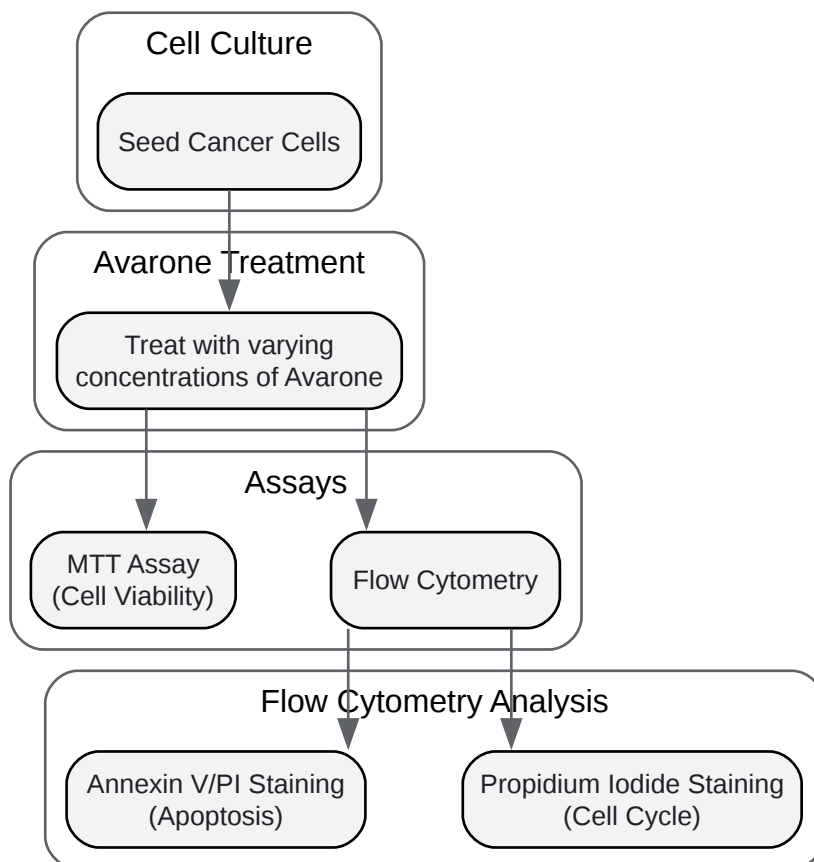 Cell Culture
Seed Cancer Cells
Avarone Treatment
Treat with varying
concentrations of Avarone
Assays
MTT Assay
(Cell Viability)
Flow Cytometry
Flow Cytometry Analysis
Annexin V/PI Staining
(Apoptosis)
Propidium Iodide Staining
(Cell Cycle)